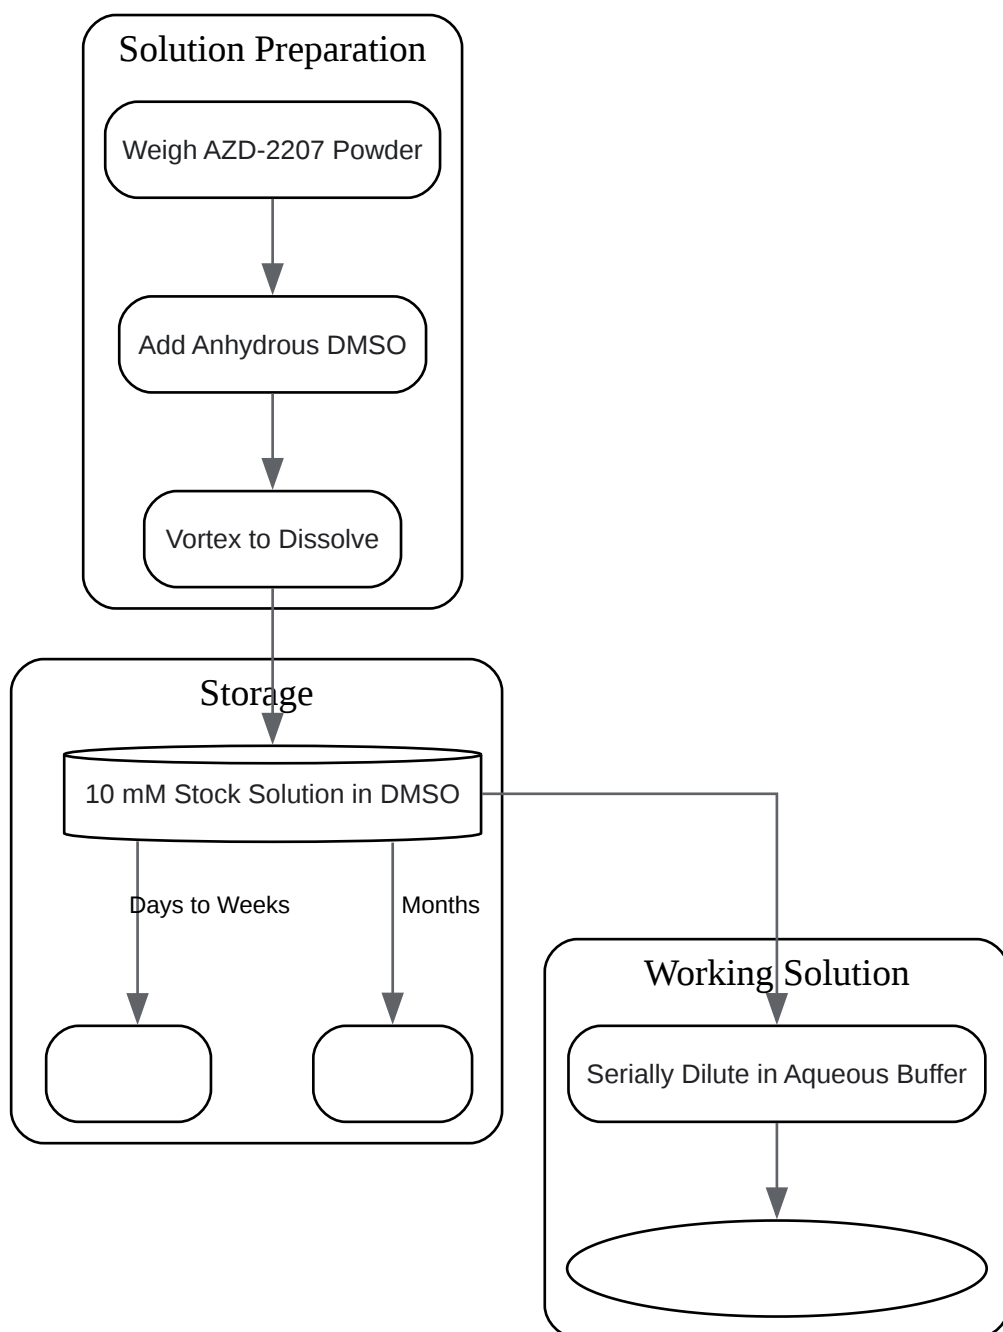 Solution Preparation
Weigh AZD-2207 Powder
Add Anhydrous DMSO
Vortex to Dissolve
Storage
10 mM Stock Solution in DMSO
Days to Weeks
Months
Working Solution
Serially Dilute in Aqueous Buffer